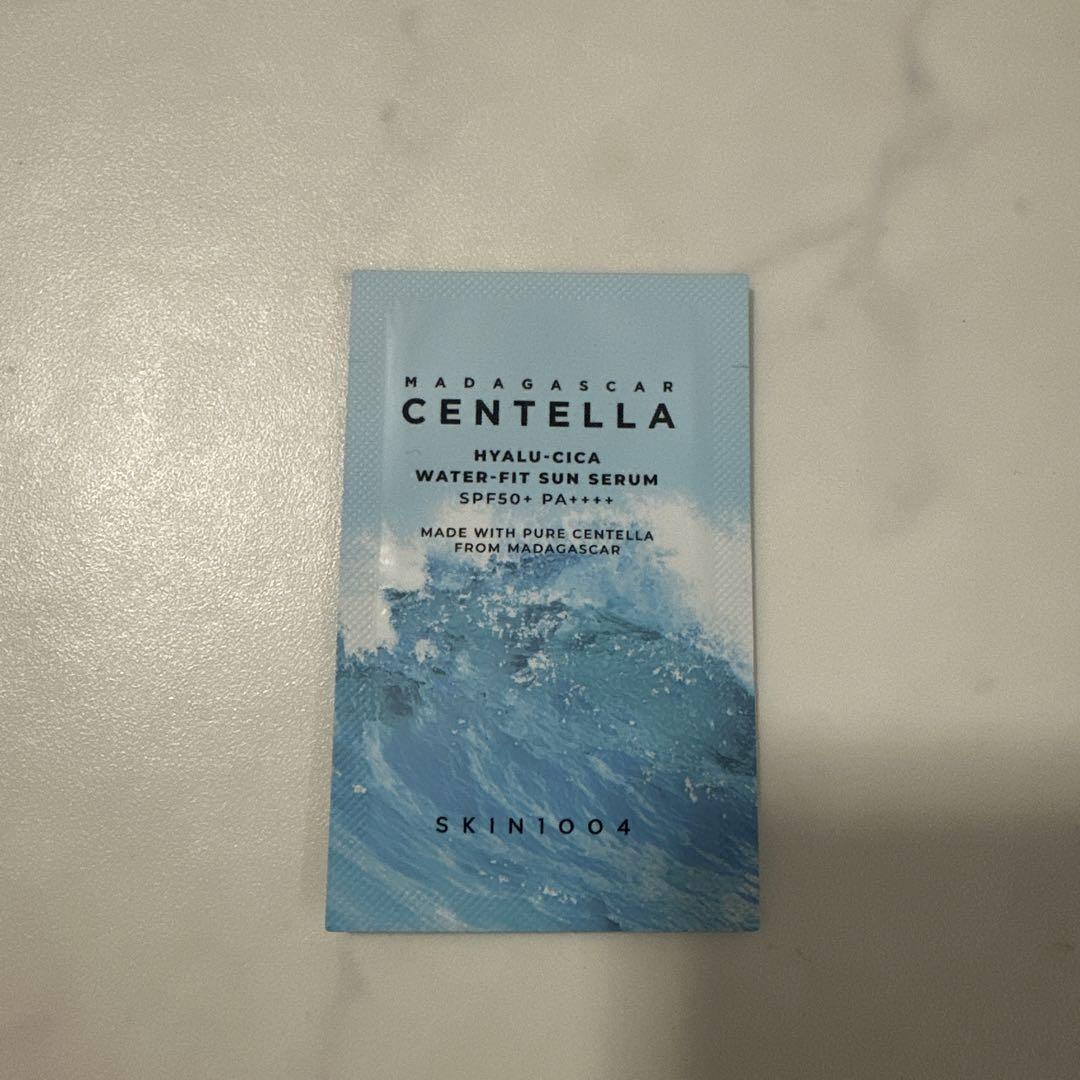 MADAGASCAR
CENTELLA
HYALU-CICA
WATER-FIT SUN SERUM
SPF50+ PA++++
MADE WITH PURE CENTELLA
FROM MADAGASCAR
SKIN1004